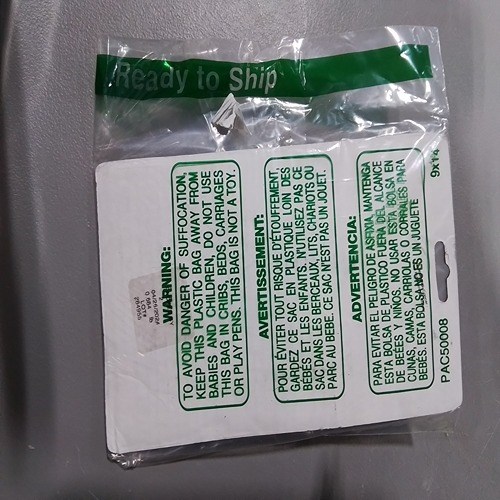 Ready to Ship
WARNING:
TO AVOID DANGER OF SUFFOCATION,
KEEP THIS PLASTIC BAG AWAY FROM
BABIES AND CHILDREN, DO NOT USE
THIS BAG IN CRIBS, BEDS, CARRIAGES
OR PLAY PENS. THIS BAG IS NOT A TOY.
AVERTISSEMENT:
POUR ÉVITER TOUT RISQUE D'ÉTOUFFEMENT,
GARDEZ CE SAC EN PLASTIQUE LOIN DES
BÉBÉS ET LES ENFANTS. N'UTILISEZ PAS CE
SAC DANS LES BERCEAUX, LITS, CHARIOTS OU
PARC AU BEBE. CE SAC N'EST PAS UN JOUET.
ADVERTENCIA:
PARA EVITAR EL PELIGRO DE ASFIXIA, MANTENGA
ESTA BOLSA DE PLASTICO FUERA DEL ALCANCE
DE BEBES Y NIÑOS. NO USAR ESTA BOLSA EN
CUNAS, CAMAS, CARRIOLAS O CORRALES PARA
BEBÉS. ESTA BOLSA NO ES UN JUGUETE
PAC50008 9x14